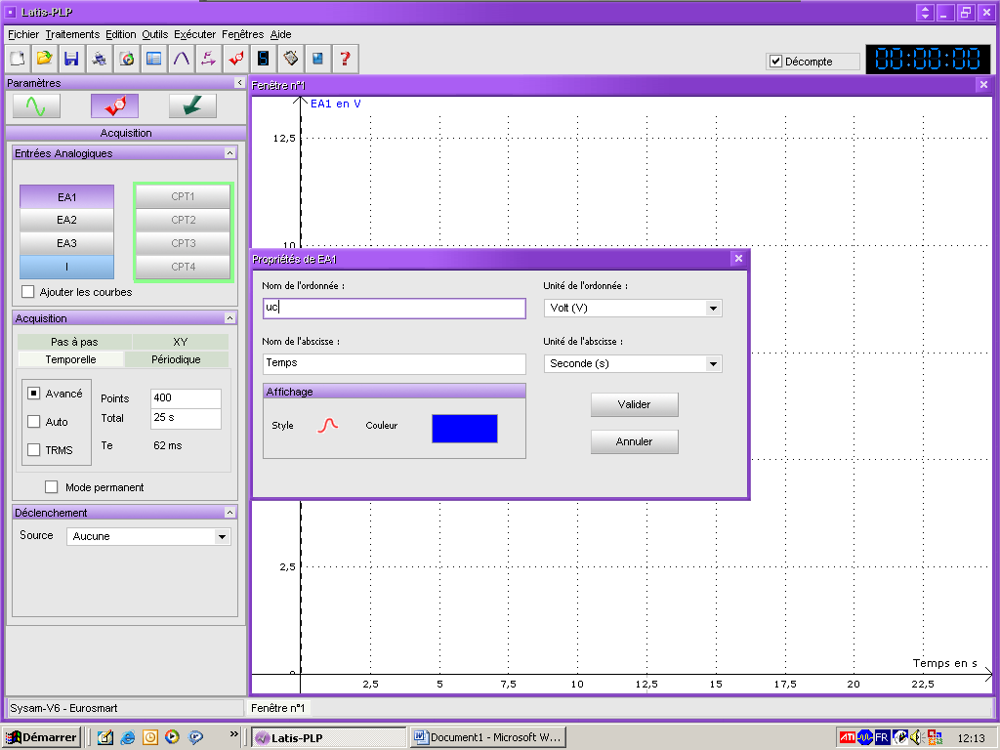 Latis-PLP
Fichier Traitements Edition Outils Exécuter Fenêtres Aide
Décompte
00:00:00
Paramètres
Acquisition
Entrées Analogiques
EA1 CPT1
EA2 CPT2
EA3 CPT3
I CPT4
Ajouter les courbes
Acquisition
Pas à pas XY
Temporelle Périodique
Avancé
Auto
TRMS
Points 400
Total 25 s
Te 62 ms
Mode permanent
Déclenchement
Source Aucune
Sysam-V6 - Eurosmart
Fenêtre n°1
EA1 en V
12,5
10
Propriétés de EA1
Nom de l'ordonnée :
uc
Unité de l'ordonnée :
Volt (V)
Nom de l'abscisse :
Temps
Unité de l'abscisse :
Seconde (s)
Affichage
Style Couleur
Valider
Annuler
2,5
0
Temps en s
2,5 5 7,5 10 12,5 15 17,5 20 22,5
Fenêtre n°1
Démarrer
Latis-PLP
Document1 - Microsoft W...
ATI
FR
12:13